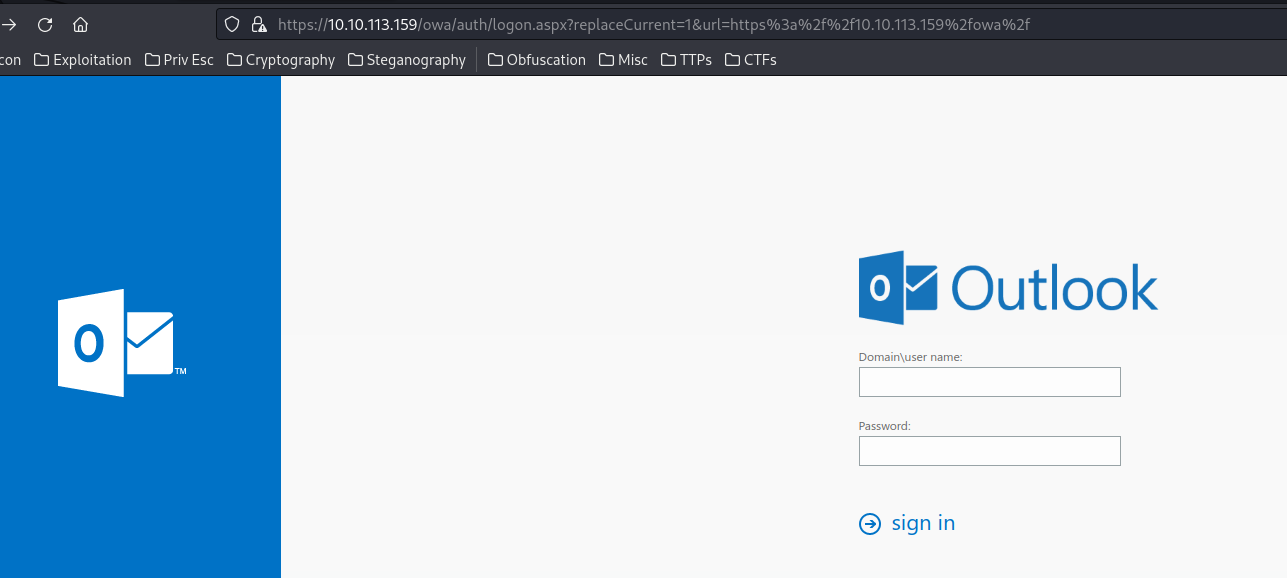 https://10.10.113.159/owa/auth/logon.aspx?replaceCurrent=1&url=https%3a%2f%2f10.10.113.159%2fowa%2f
con Exploitation Priv Esc Cryptography Steganography Obfuscation Misc TTPs CTFs
Outlook
o
TM
Domain\user name:
Password:
sign in